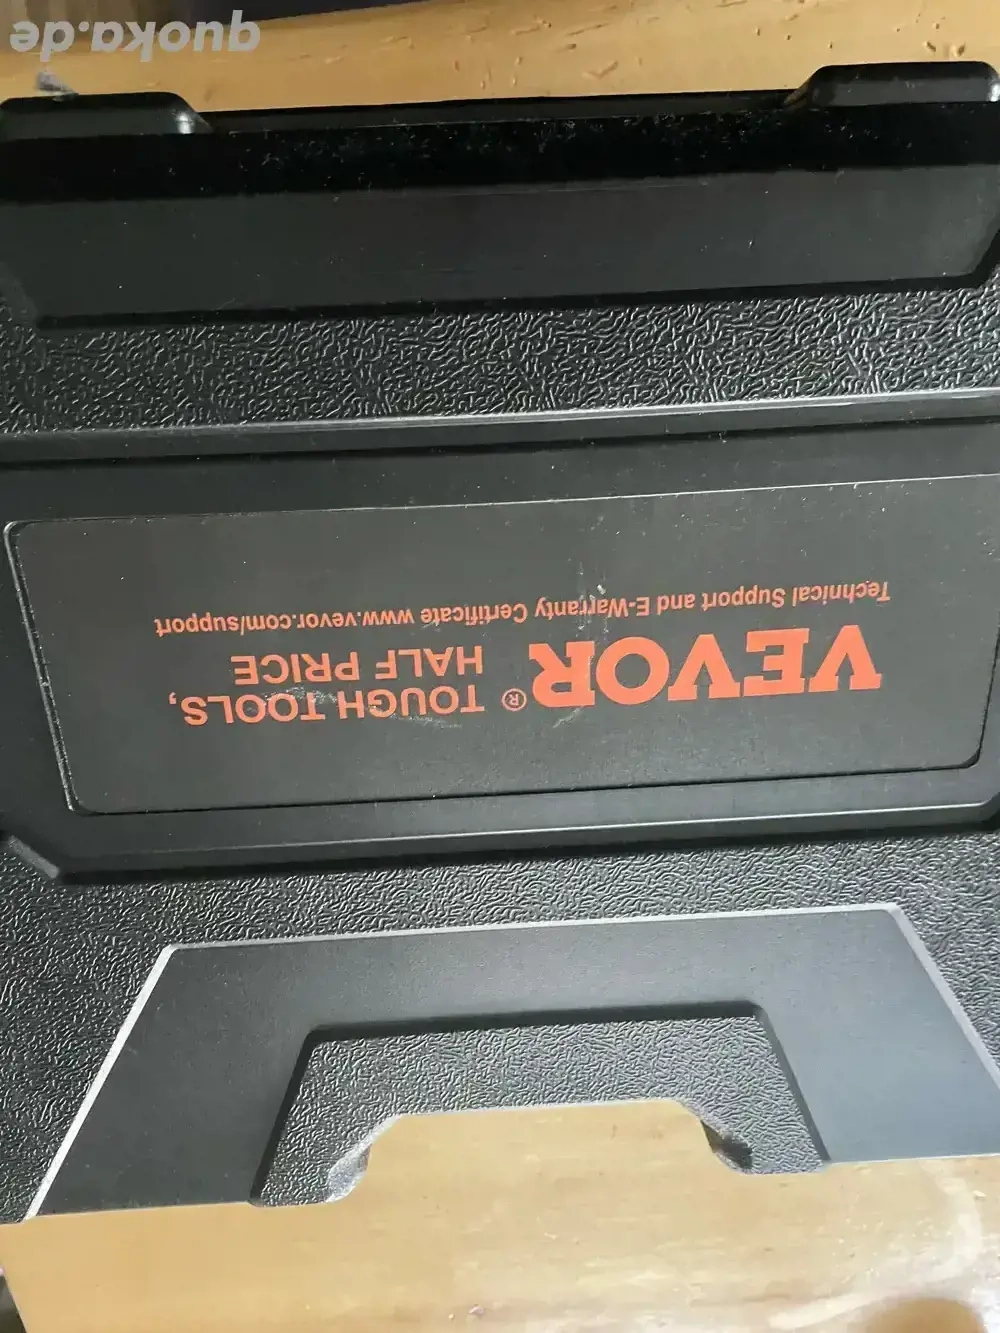 quoka.de
VEVOR® TOUGH TOOLS,
HALF PRICE
Technical Support and E-Warranty Certificate www.vevor.com/support